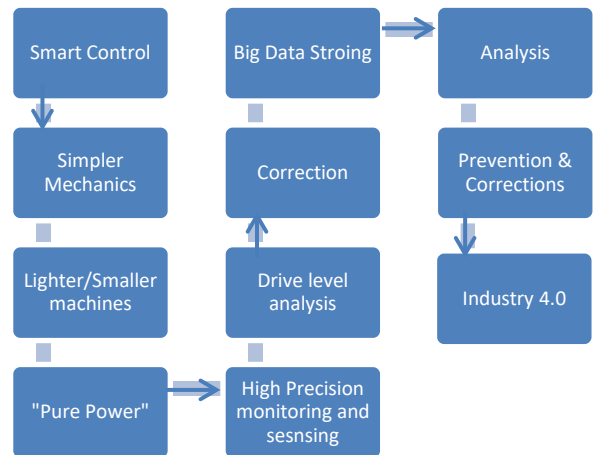 Smart Control
Simpler
Mechanics
Lighter/Smaller
machines
"Pure Power"
High Precision
monitoring and
sesnsing
Drive level
analysis
Correction
Big Data Stroing
Analysis
Prevention &
Corrections
Industry 4.0